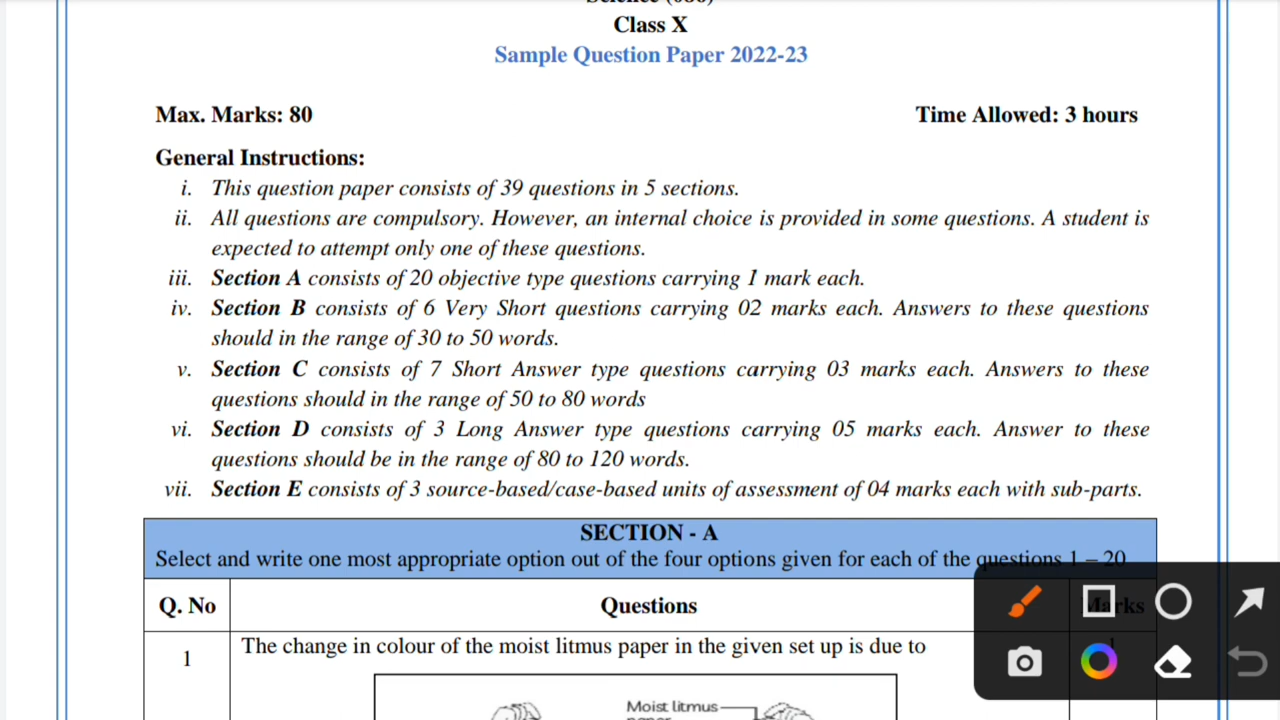 Class X
Sample Question Paper 2022-23
Max. Marks: 80 Time Allowed: 3 hours
General Instructions:
i. This question paper consists of 39 questions in 5 sections.
ii. All questions are compulsory. However, an internal choice is provided in some questions. A student is
expected to attempt only one of these questions.
iii. Section A consists of 20 objective type questions carrying 1 mark each.
iv. Section B consists of 6 Very Short questions carrying 02 marks each. Answers to these questions
should in the range of 30 to 50 words.
v. Section C consists of 7 Short Answer type questions carrying 03 marks each. Answers to these
questions should in the range of 50 to 80 words
vi. Section D consists of 3 Long Answer type questions carrying 05 marks each. Answer to these
questions should be in the range of 80 to 120 words.
vii. Section E consists of 3 source-based/case-based units of assessment of 04 marks each with sub-parts.
SECTION - A
Select and write one most appropriate option out of the four options given for each of the questions 1 – 20
Q. No Questions Marks
1 The change in colour of the moist litmus paper in the given set up is due to 1
Moist litmus